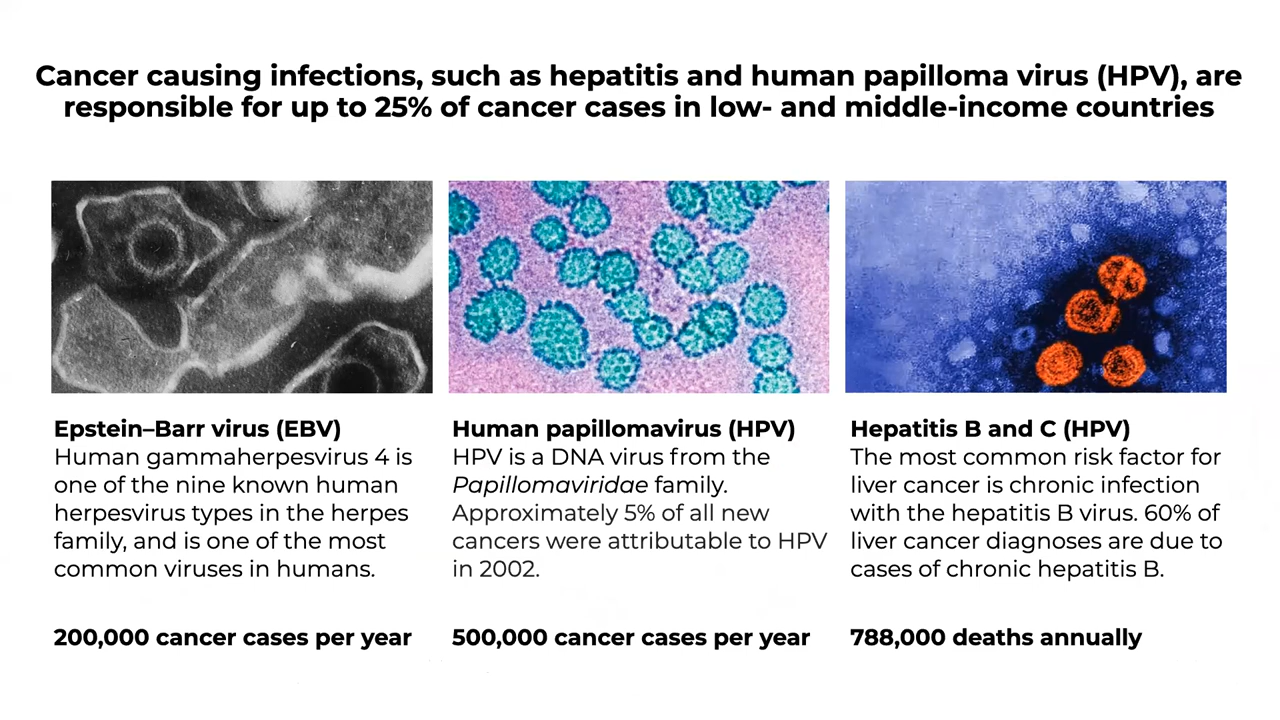 Cancer causing infections, such as hepatitis and human papilloma virus (HPV), are
responsible for up to 25% of cancer cases in low- and middle-income countries
Epstein–Barr virus (EBV)
Human gammaherpesvirus 4 is
one of the nine known human
herpesvirus types in the herpes
family, and is one of the most
common viruses in humans.
200,000 cancer cases per year
Human papillomavirus (HPV)
HPV is a DNA virus from the
Papillomaviridae family.
Approximately 5% of all new
cancers were attributable to HPV
in 2002.
500,000 cancer cases per year
Hepatitis B and C (HPV)
The most common risk factor for
liver cancer is chronic infection
with the hepatitis B virus. 60% of
liver cancer diagnoses are due to
cases of chronic hepatitis B.
788,000 deaths annually